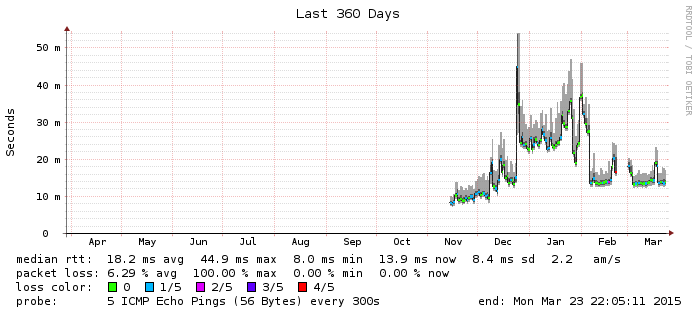 Last 360 Days
RRDTOOL / TOBI OETIKER
Seconds
50 m
40 m
30 m
20 m
10 m
0
Apr May Jun Jul Aug Sep Oct Nov Dec Jan Feb Mar
median rtt: 18.2 ms avg 44.9 ms max 8.0 ms min 13.9 ms now 8.4 ms sd 2.2 am/s
packet loss: 6.29 % avg 100.00 % max 0.00 % min 0.00 % now
loss color: 0 1/5 2/5 3/5 4/5
probe: 5 ICMP Echo Pings (56 Bytes) every 300s end: Mon Mar 23 22:05:11 2015